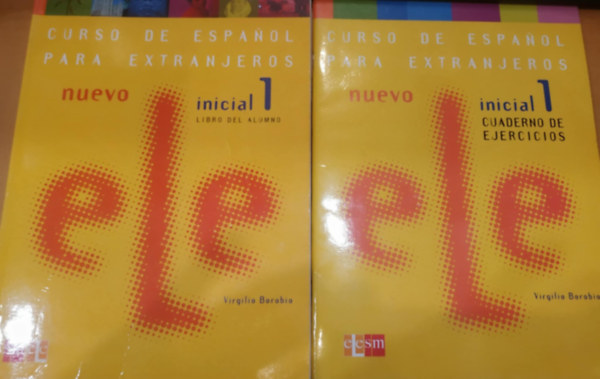 CURSO DE ESPAÑOL
PARA EXTRANJEROS
nuevo
inicial 1
LIBRO DEL ALUMNO
eLe
Virgilio Borobio
CURSO DE ESPAÑOL
PARA EXTRANJEROS
nuevo
inicial 1
CUADERNO DE
EJERCICIOS
eLe
Virgilio Borobio
eLesm